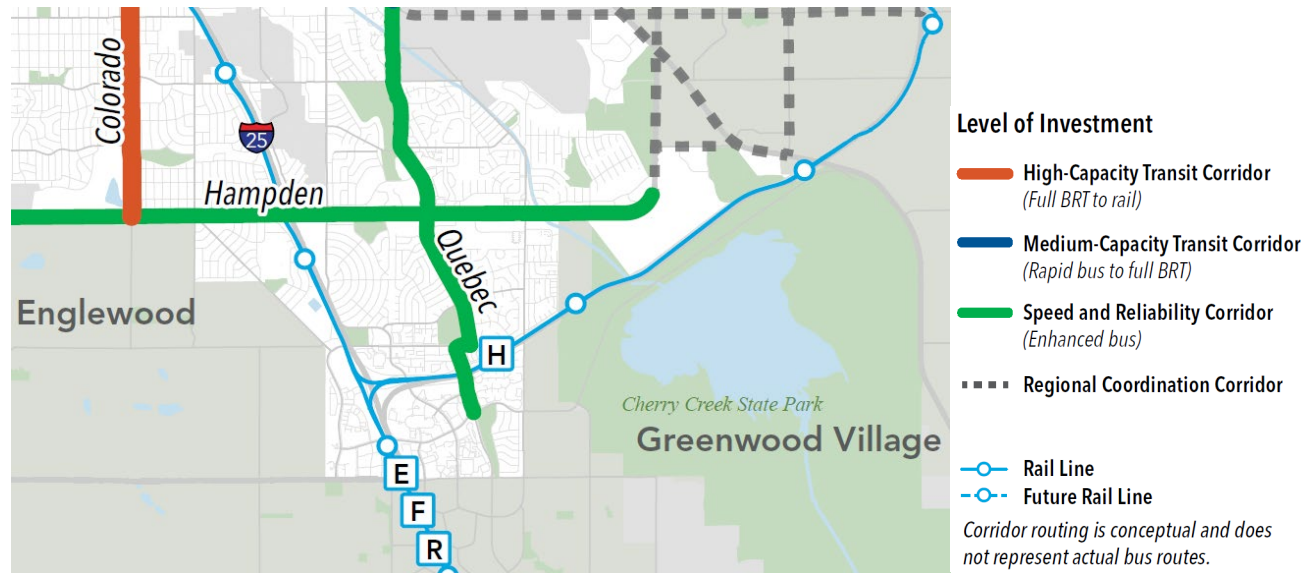 Colorado
25
Hampden
Quebec
Englewood
H
Cherry Creek State Park
Greenwood Village
E
F
R
Level of Investment
High-Capacity Transit Corridor
(Full BRT to rail)
Medium-Capacity Transit Corridor
(Rapid bus to full BRT)
Speed and Reliability Corridor
(Enhanced bus)
Regional Coordination Corridor
Rail Line
Future Rail Line
Corridor routing is conceptual and does
not represent actual bus routes.